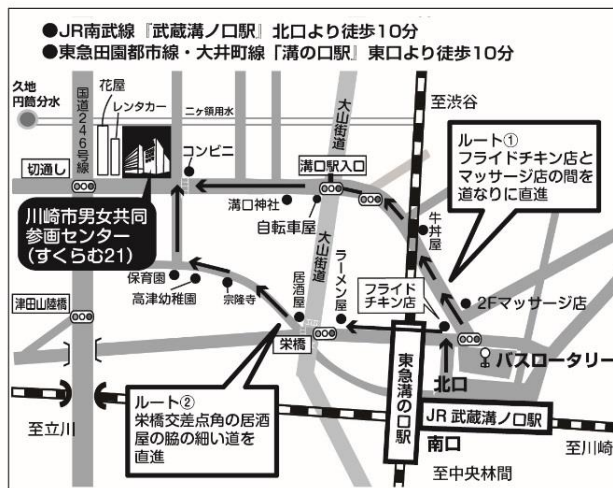 ●JR南武線『武蔵溝ノ口駅』北口より徒歩10分
●東急田園都市線・大井町線「溝の口駅」東口より徒歩10分
久地
円筒分水
国道246号線
花屋
レンタカー
二ヶ領用水
大山街道
至渋谷
ルート①
フライドチキン店と
マッサージ店の間を
道なりに直進
切通し
コンビニ
溝口駅入口
溝口神社
自転車屋
牛丼屋
川崎市男女共同
参画センター
(すくらむ21)
大山街道
ラーメン屋
居酒屋
保育園
高津幼稚園
宗隆寺
フライド
チキン店
2Fマッサージ店
津田山陸橋
栄橋
北口
バスロータリー
東急溝の口駅
ルート②
栄橋交差点角の居酒
屋の脇の細い道を
直進
JR 武蔵溝ノ口駅
南口
至立川
至川崎
至中央林間